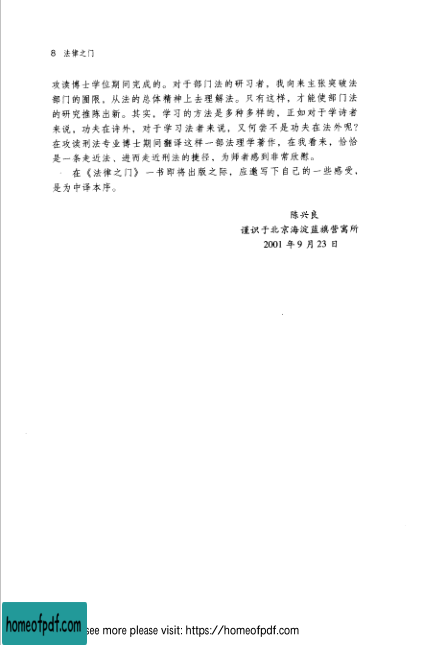 8 法律之门
攻读博士学位期间完成的。对于部门法的研习者，我向来主张突破法
部门的囿限，从法的总体精神上去理解法。只有这样，才能使部门法
的研究推陈出新。其实，学习的方法是多种多样的，正如对于学诗者
来说，功夫在诗外，对于学习法者来说，又何尝不是功夫在法外呢？
在攻读刑法专业博士期间翻译这样一部法理学著作，在我看来，恰恰
是一条走近法，进而走近刑法的捷径，为师者感到非常欣慰。
在《法律之门》一书即将出版之际，应邀写下自己的一些感受，
是为中译本序。
陈兴良
谨识于北京海淀蓝旗营寓所
2001 年 9 月 23 日
homeofpdf.com
see more please visit: https://homeofpdf.com